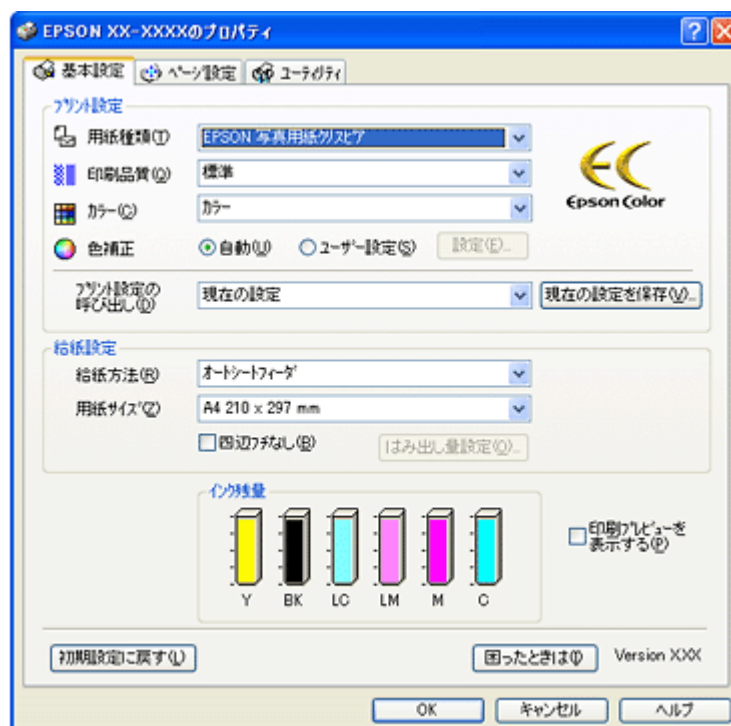 EPSON XX-XXXXのプロパティ
基本設定 ページ設定 ユーティリティ
プリント設定
用紙種類(T) EPSON 写真用紙クリスピア
印刷品質(Q) 標準
カラー(C) カラー
EC
Epson Color
色補正 自動(U) ユーザー設定(S) 設定(E)...
プリント設定の
呼び出し(D) 現在の設定 現在の設定を保存(V)...
給紙設定
給紙方法(R) オートシートフィーダ
用紙サイズ(Z) A4 210 x 297 mm
四辺フチなし(B) はみ出し量設定(O)...
インク残量
Y BK LC LM M C
印刷プレビューを
表示する(P)
初期設定に戻す(L) 困ったときは(I) Version XXX
OK キャンセル ヘルプ